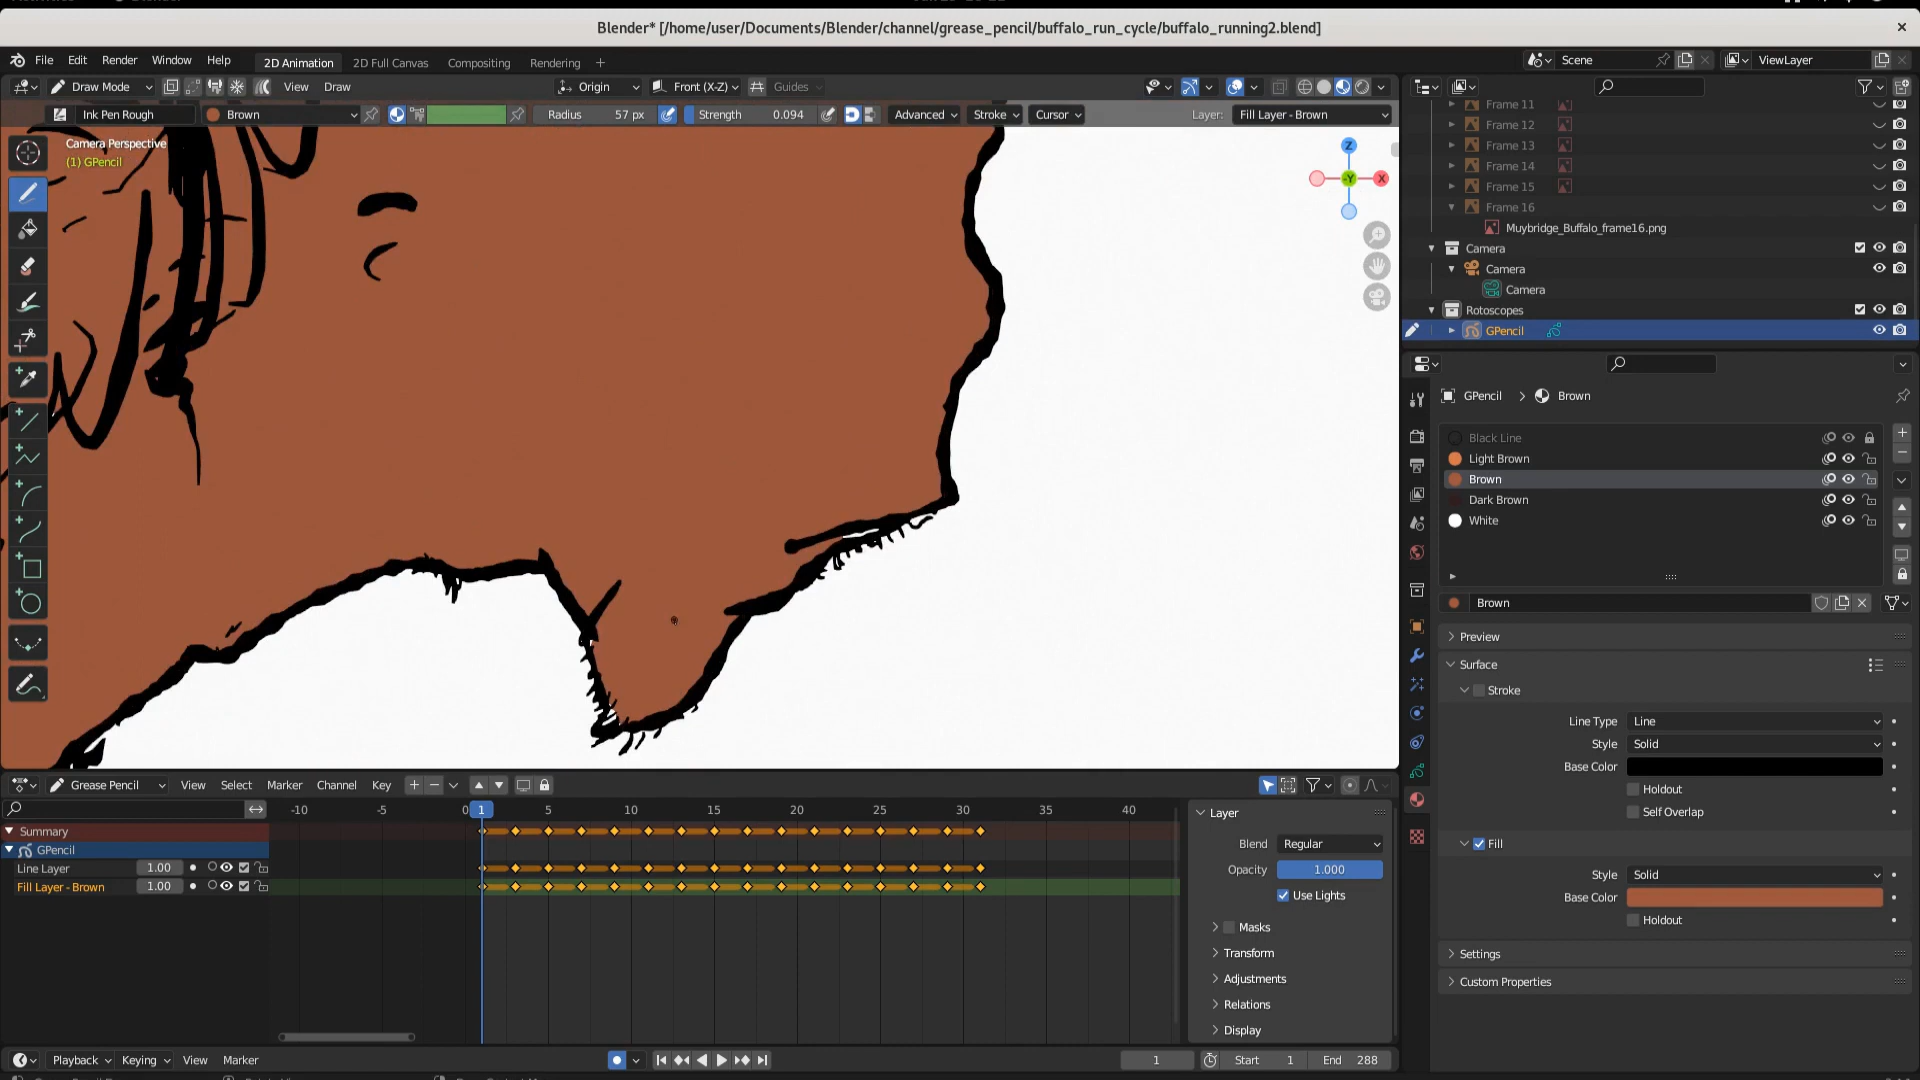 Blender* [/home/user/Documents/Blender/channel/grease_pencil/buffalo_run_cycle/buffalo_running2.blend]
File Edit Render Window Help 2D Animation 2D Full Canvas Compositing Rendering + Scene ViewLayer
Draw Mode View Draw Origin Front (X-Z) Guides
Ink Pen Rough Brown Radius 57 px Strength 0.094 Advanced Stroke Cursor Layer: Fill Layer - Brown
Camera Perspective
(1) GPencil
Z
-Y X
Frame 11
Frame 12
Frame 13
Frame 14
Frame 15
Frame 16
Muybridge_Buffalo_frame16.png
Camera
Camera
Camera
Rotoscopes
GPencil
GPencil > Brown
Black Line
Light Brown
Brown
Dark Brown
White
Brown
Preview
Surface
Stroke
Line Type Line
Style Solid
Base Color
Holdout
Self Overlap
Fill
Style Solid
Base Color
Holdout
Settings
Custom Properties
Grease Pencil View Select Marker Channel Key
-10 -5 0 1 5 10 15 20 25 30 35 40
Summary
GPencil
Line Layer 1.00
Fill Layer - Brown 1.00
Layer
Blend Regular
Opacity 1.000
Use Lights
Masks
Transform
Adjustments
Relations
Display
Playback Keying View Marker 1 Start 1 End 288